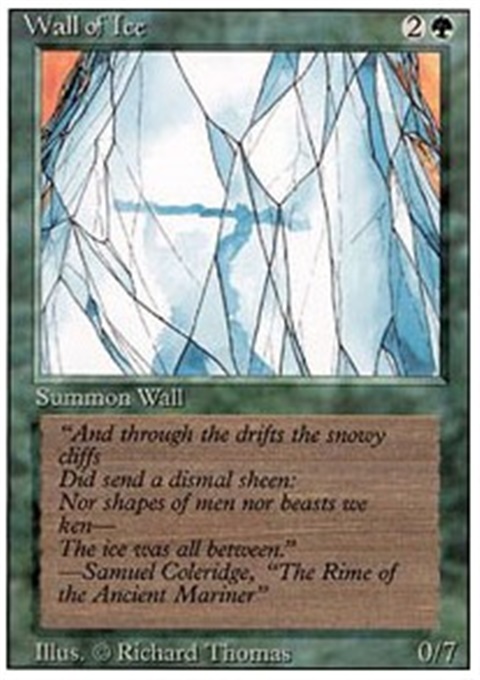 Wall of Ice 2
Summon Wall
"And through the drifts the snowy
cliffs
Did send a dismal sheen:
Nor shapes of men nor beasts we
ken—
The ice was all between."
—Samuel Coleridge, "The Rime of
the Ancient Mariner"
Illus. © Richard Thomas 0/7